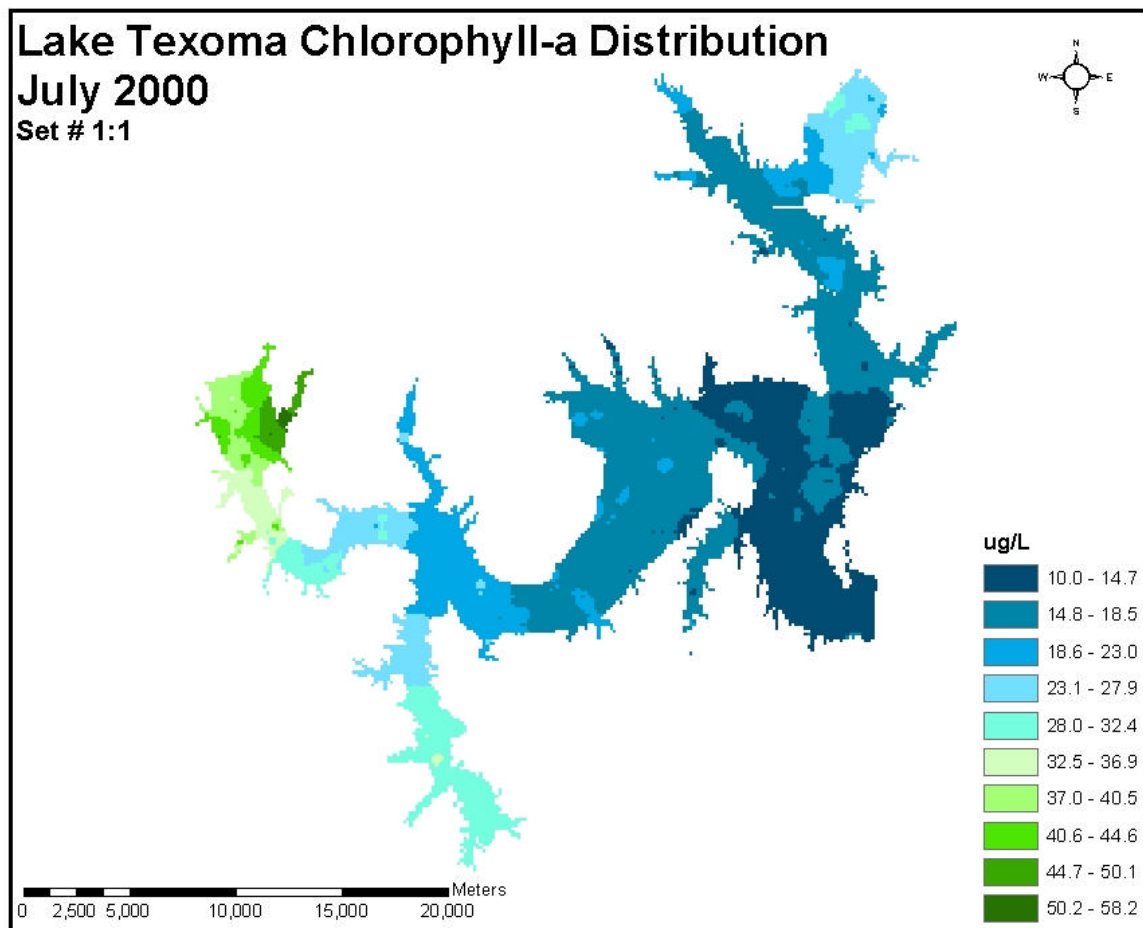 Lake Texoma Chlorophyll-a Distribution
July 2000
Set # 1:1
N
W E
S
ug/L
10.0 - 14.7
14.8 - 18.5
18.6 - 23.0
23.1 - 27.9
28.0 - 32.4
32.5 - 36.9
37.0 - 40.5
40.6 - 44.6
44.7 - 50.1
50.2 - 58.2
Meters
0 2,500 5,000 10,000 15,000 20,000